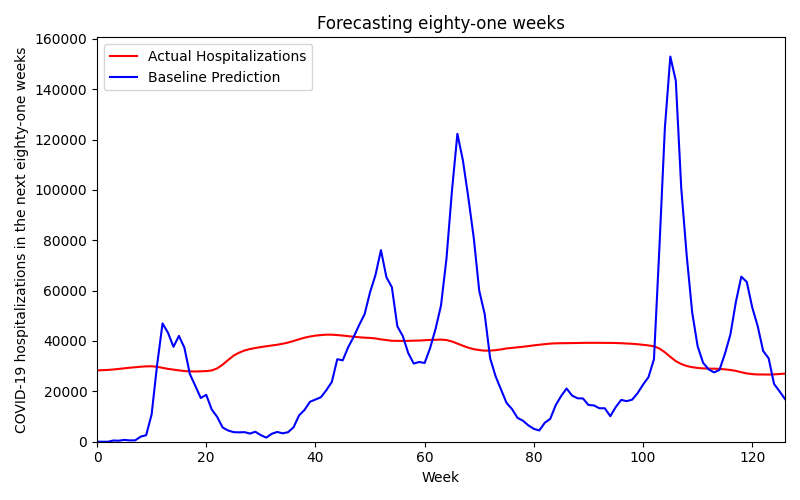 Forecasting eighty-one weeks
Actual Hospitalizations
Baseline Prediction
COVID-19 hospitalizations in the next eighty-one weeks
160000
140000
120000
100000
80000
60000
40000
20000
0
0 20 40 60 80 100 120
Week